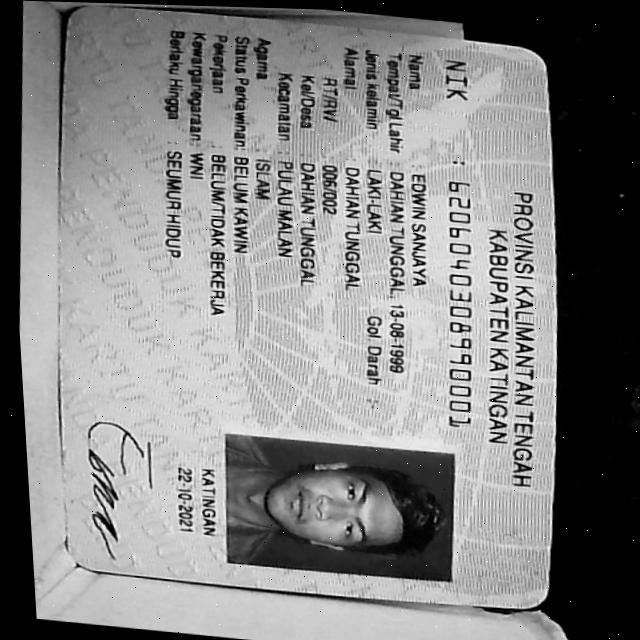 PROVINSI KALIMANTAN TENGAH
KABUPATEN KATINGAN
NIK : 6206040308990001
Nama : EDWIN SANJAYA
Tempat/Tgl Lahir : DAHIAN TUNGGAL, 13-08-1999
Jenis kelamin : LAKI-LAKI Gol. Darah : -
Alamat : DAHIAN TUNGGAL
RT/RW : 006/002
Kel/Desa : DAHIAN TUNGGAL
Kecamatan : PULAU MALAN
Agama : ISLAM
Status Perkawinan: BELUM KAWIN
Pekerjaan : BELUM/TIDAK BEKERJA
Kewarganegaraan: WNI
Berlaku Hingga : SEUMUR HIDUP
KATINGAN
22-10-2021